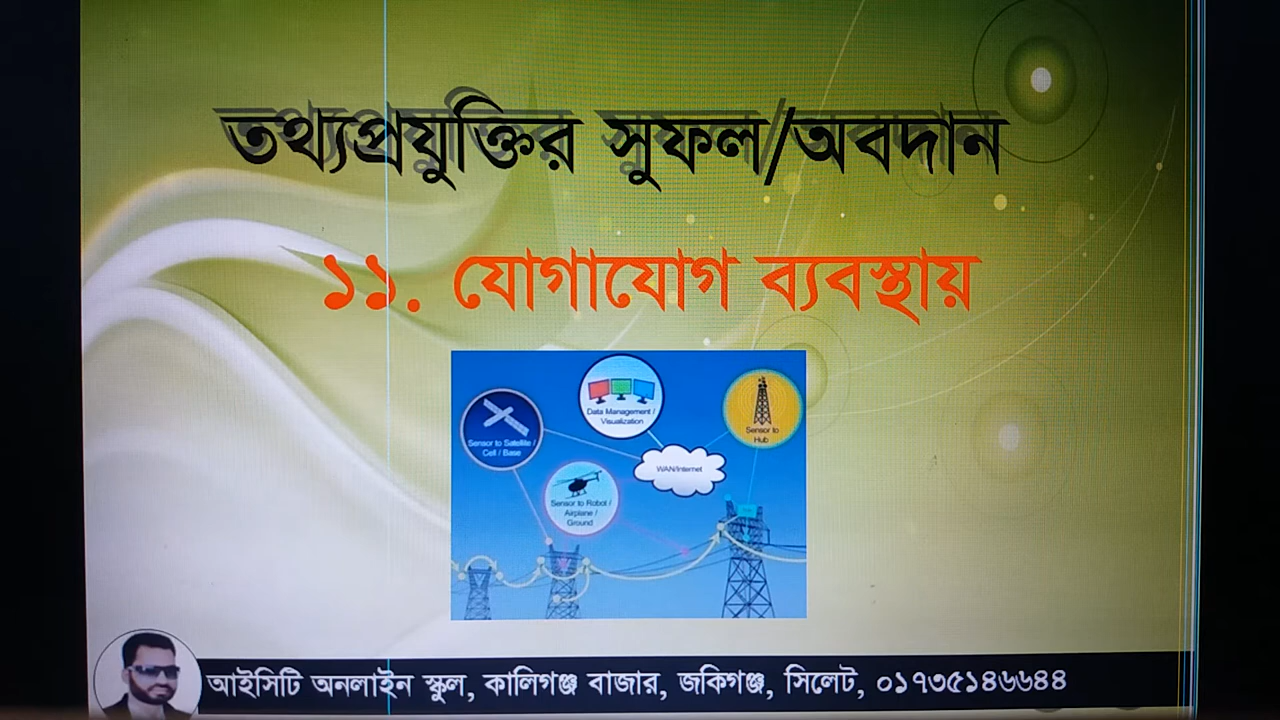 তথ্যপ্রযুক্তির সুফল/অবদান
১১. যোগাযোগ ব্যবস্থায়
Data Management /
Visualization
Sensor to Satellite /
Cell / Base
Sensor to
Hub
WAN/Internet
Sensor to Robot /
Airplane /
Ground
আইসিটি অনলাইন স্কুল, কালিগঞ্জ বাজার, জকিগঞ্জ, সিলেট, ০১৭৩৫১৪৬৬৪৪